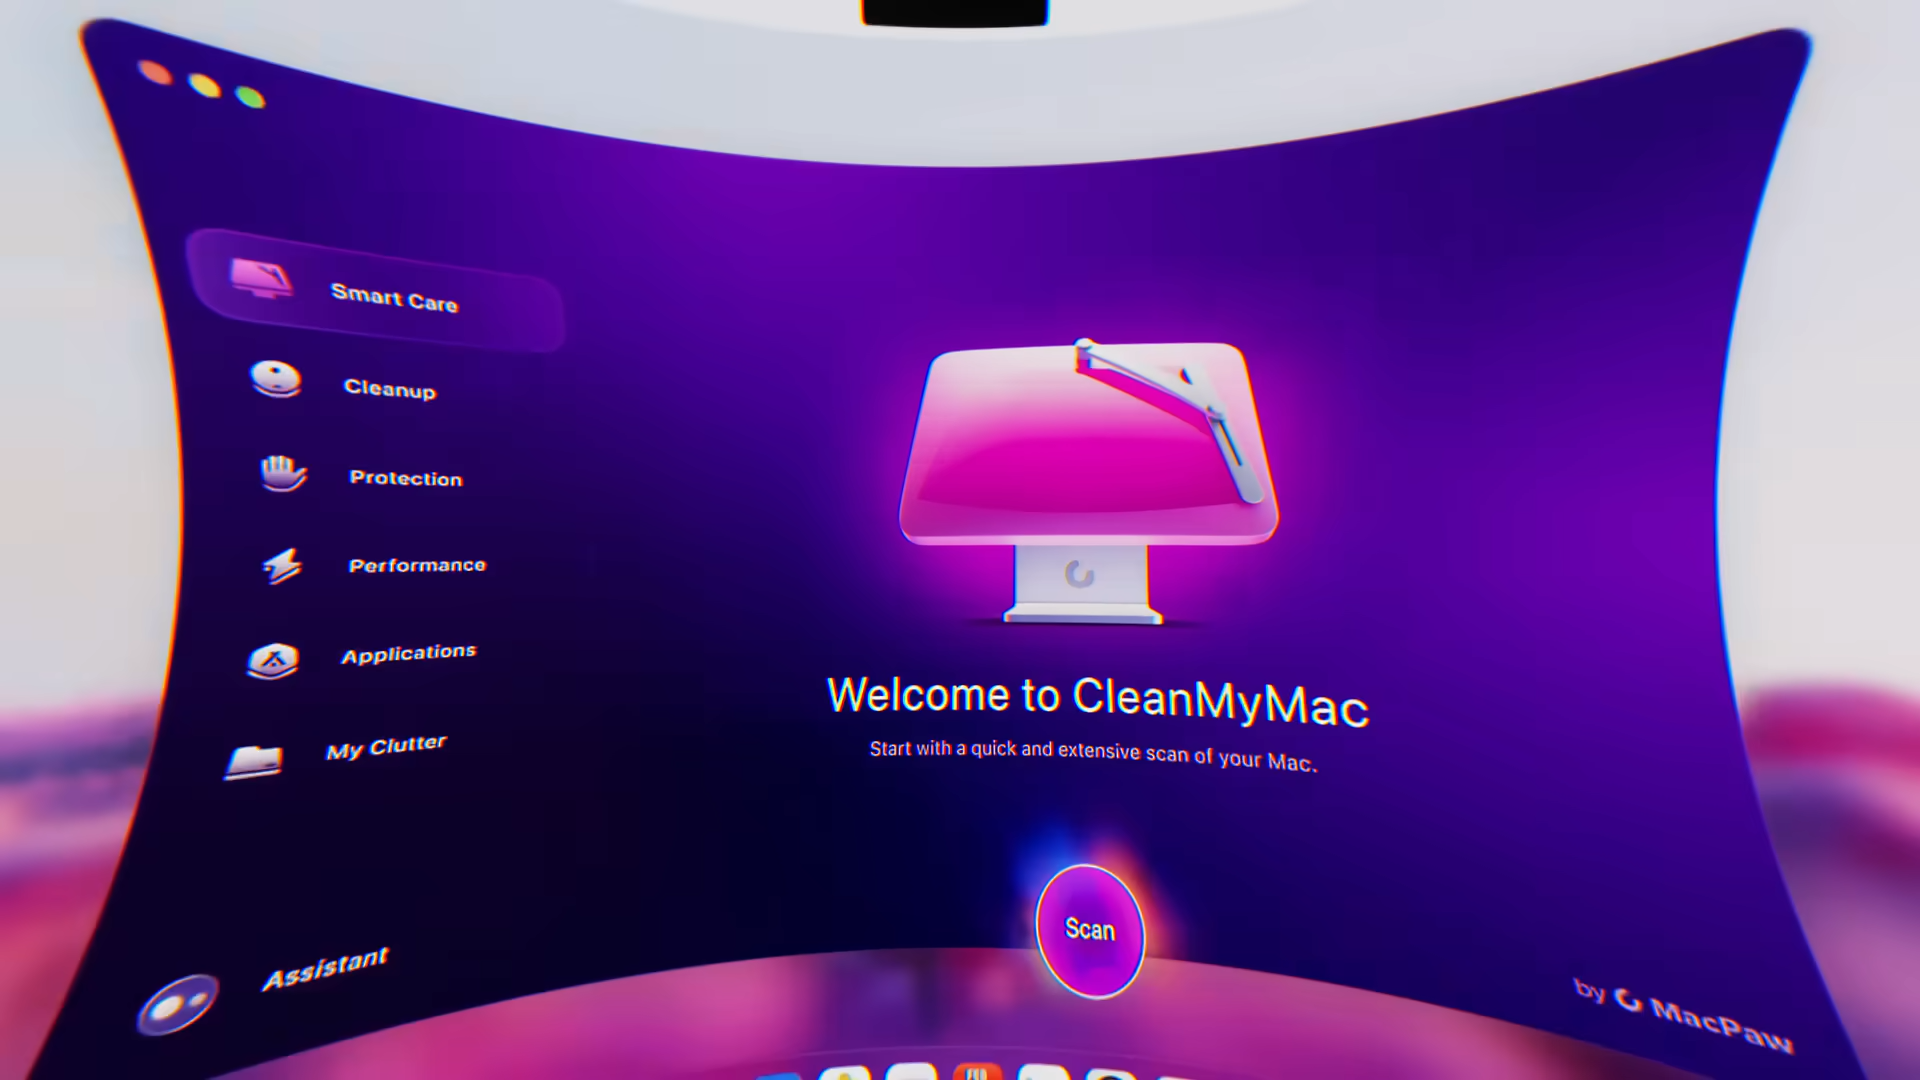 Smart Care
Cleanup
Protection
Performance
Applications
My Clutter
Assistant
Welcome to CleanMyMac
Start with a quick and extensive scan of your Mac.
Scan
by MacPaw